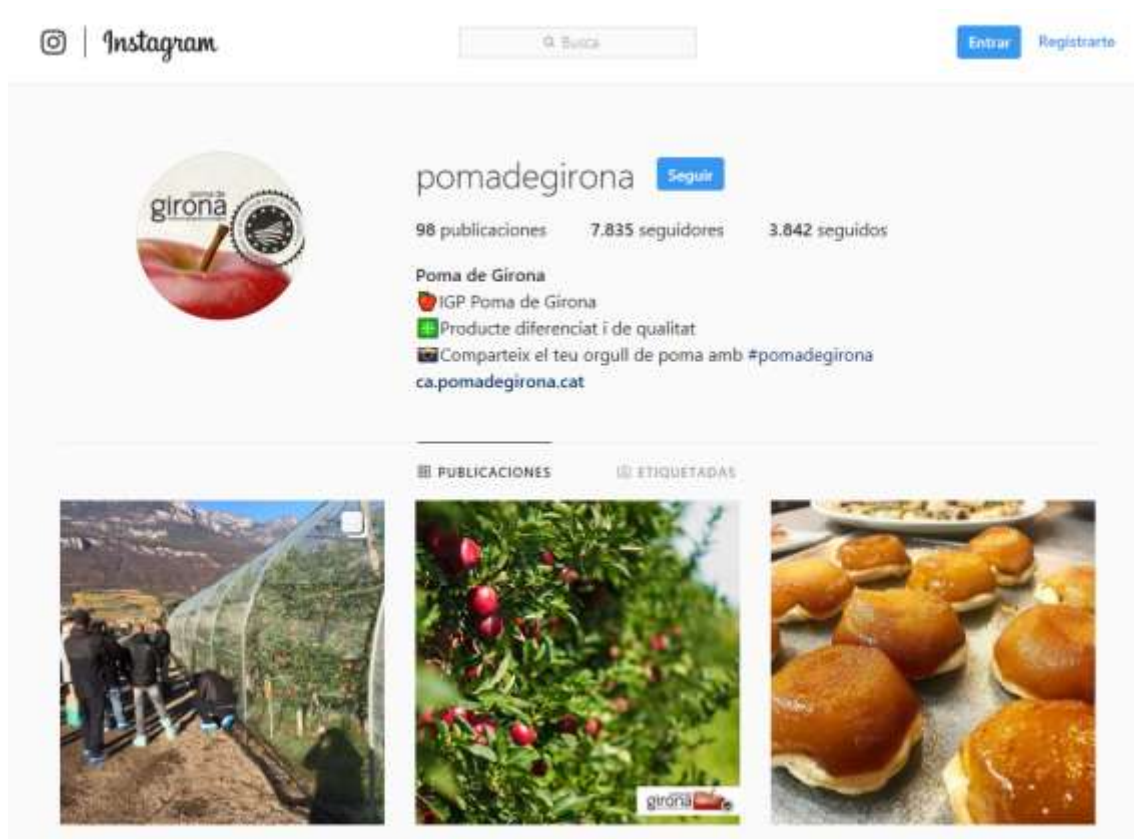 Instagram
Busca
Entrar
Registrarte
pomadegirona
Seguir
98 publicaciones 7.835 seguidores 3.842 seguidos
Poma de Girona
IGP Poma de Girona
Producte diferenciat i de qualitat
Comparteix el teu orgull de poma amb #pomadegirona
ca.pomadegirona.cat
PUBLICACIONES ETIQUETADAS
poma de
girona
girona